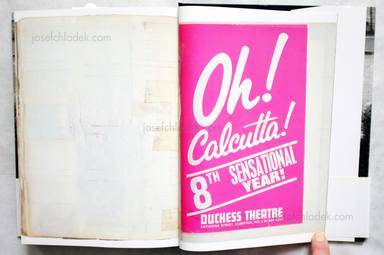 josefchladek.com
Oh!
Calcutta!
8TH SENSATIONAL
YEAR!
DUCHESS THEATRE
josefchladek.com
josefchladek.com